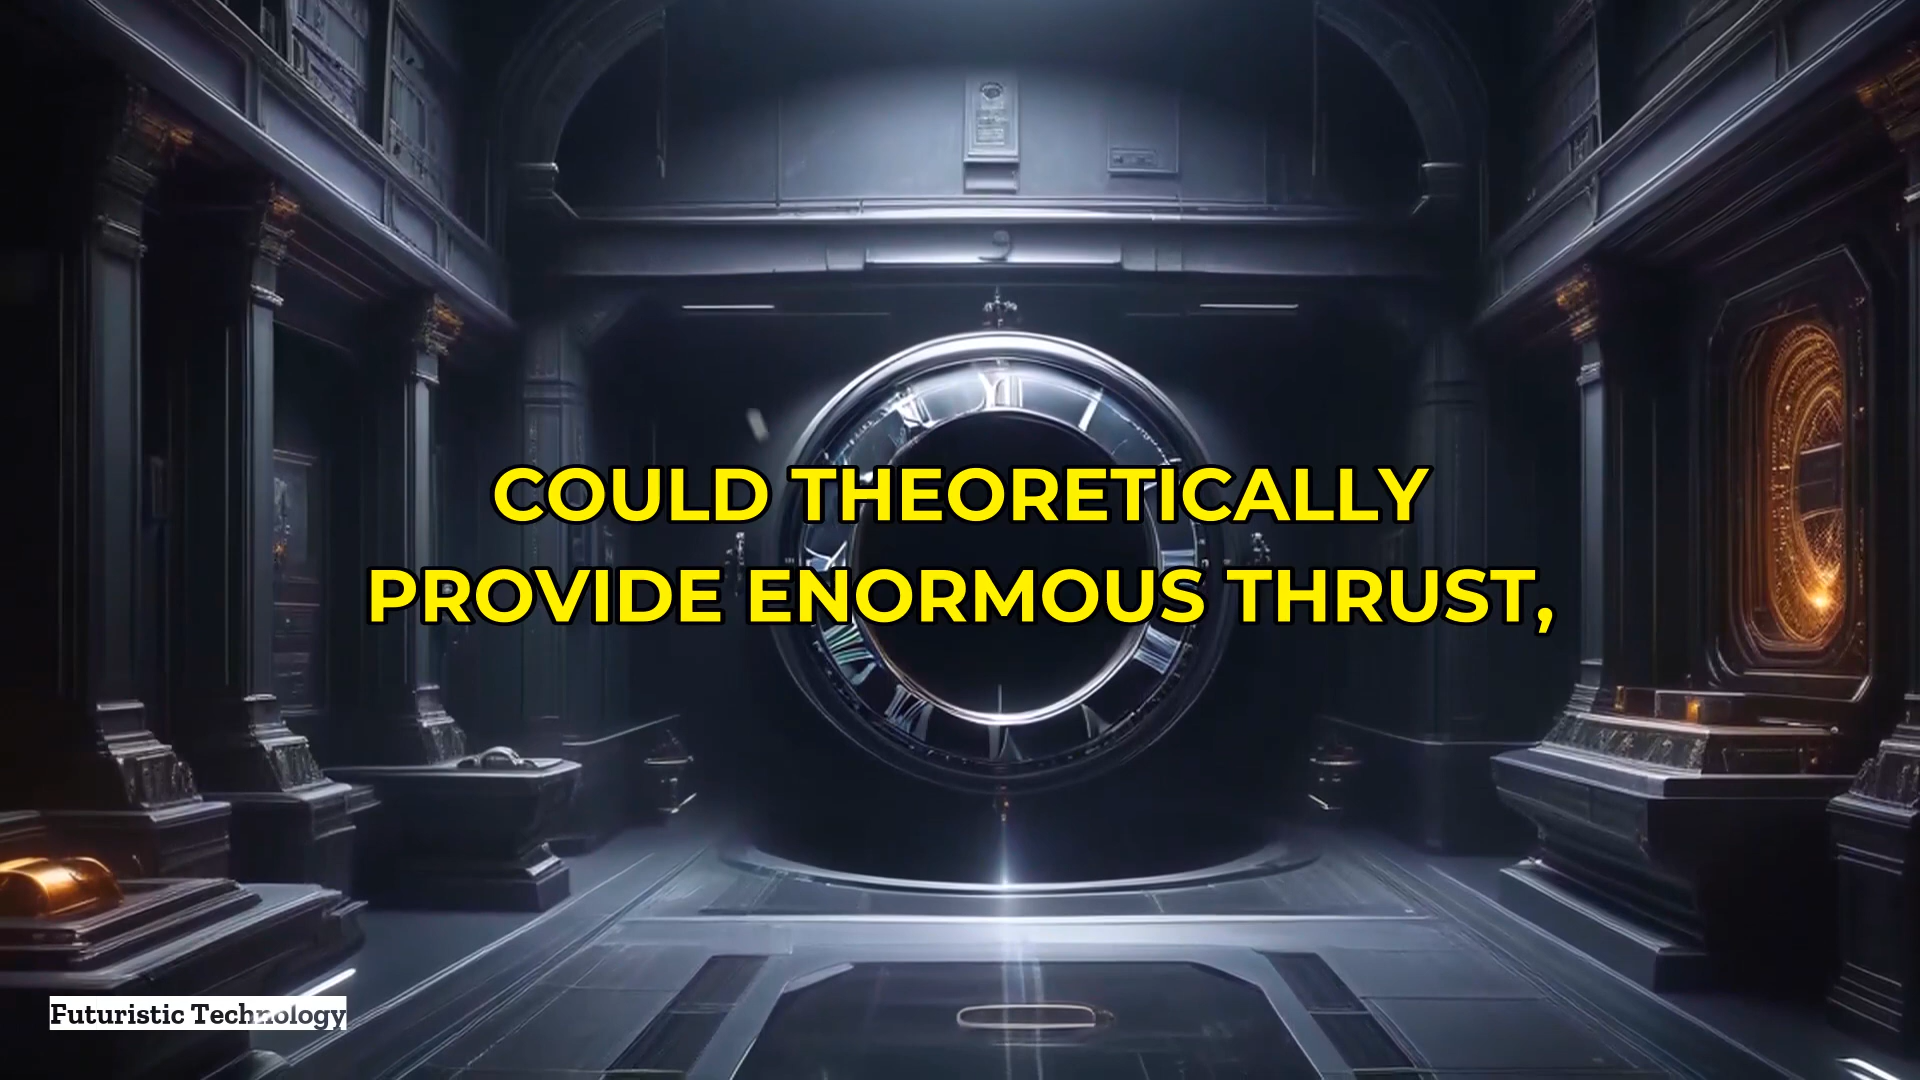 COULD THEORETICALLY
PROVIDE ENORMOUS THRUST,
Futuristic Technology